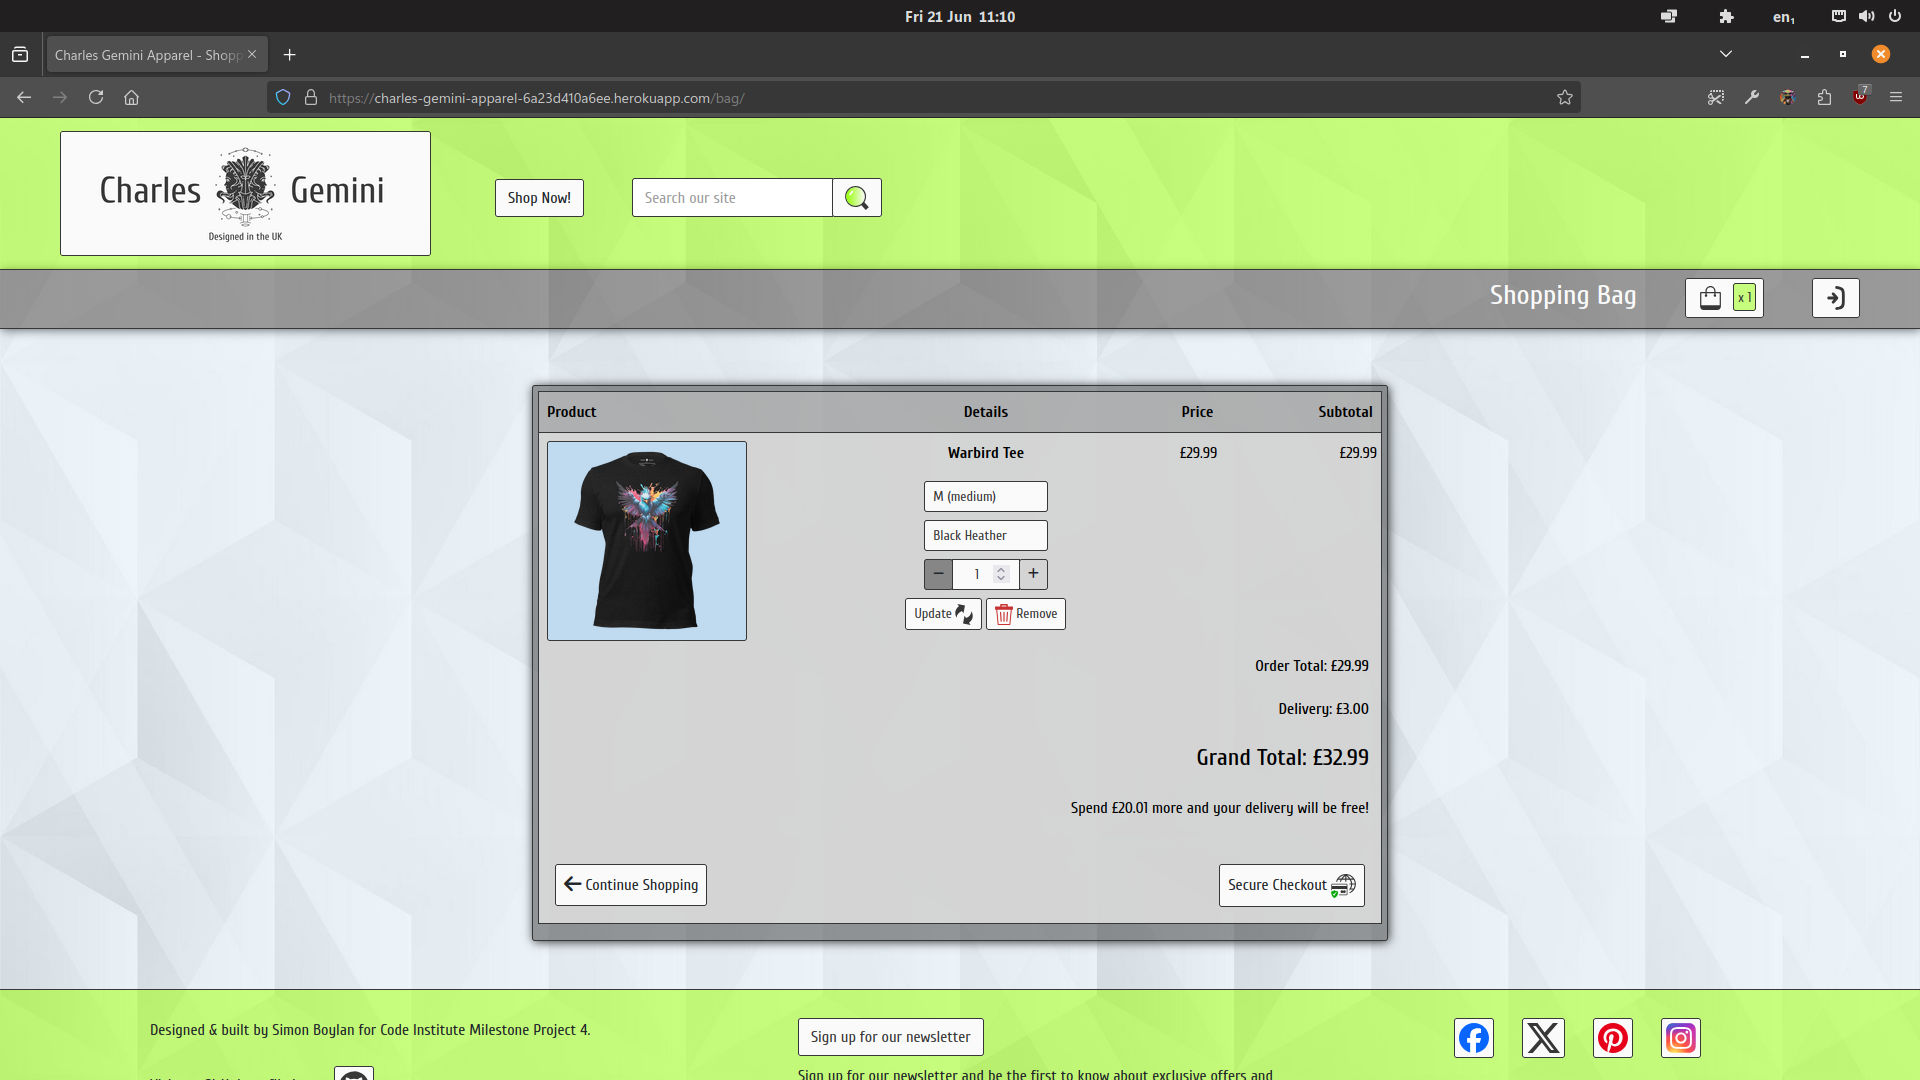 Fri 21 Jun 11:10
en₁
Charles Gemini Apparel - Shopp
https://charles-gemini-apparel-6a23d410a6ee.herokuapp.com/bag/
7
Charles Gemini
Designed in the UK
Shop Now!
Search our site
Shopping Bag
x 1
Product Details Price Subtotal
Warbird Tee £29.99 £29.99
M (medium)
Black Heather
− 1 +
Update Remove
Order Total: £29.99
Delivery: £3.00
Grand Total: £32.99
Spend £20.01 more and your delivery will be free!
Continue Shopping
Secure Checkout
Designed & built by Simon Boylan for Code Institute Milestone Project 4.
Sign up for our newsletter
Sign up for our newsletter and be the first to know about exclusive offers and